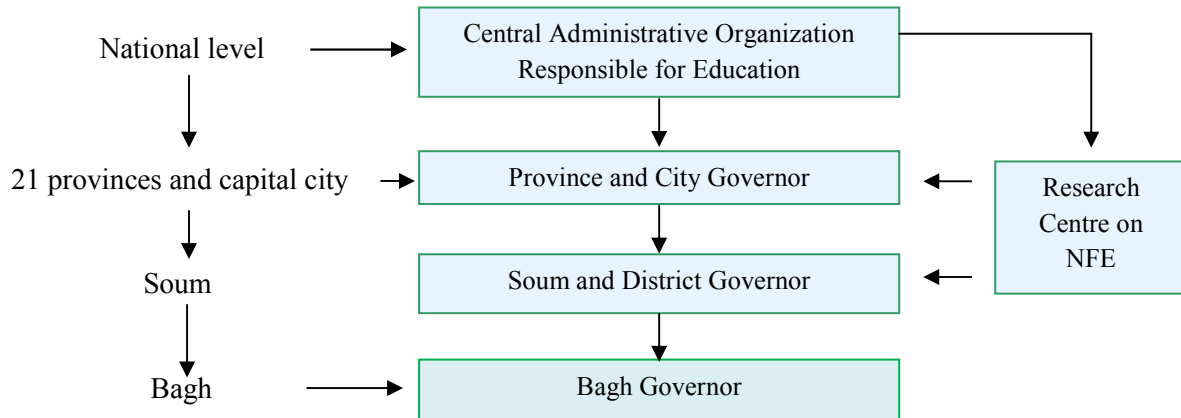 National level
Central Administrative Organization
Responsible for Education
21 provinces and capital city
Province and City Governor
Research
Centre on
NFE
Soum
Soum and District Governor
Bagh
Bagh Governor